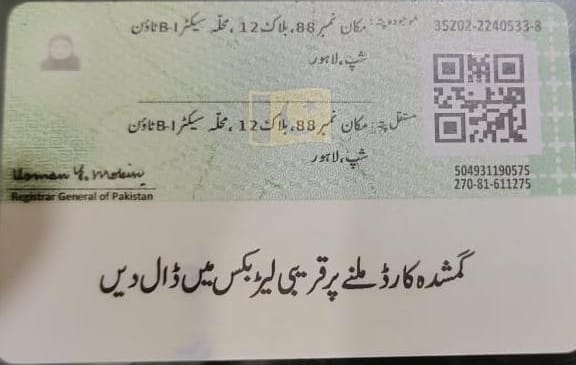 موجودہ پتہ: مکان نمبر 88، بلاک 12، محلہ سیکٹر B-I ٹاؤن
شپ، لاہور
35202-2240533-8
مستقل پتہ: مکان نمبر 88، بلاک 12، محلہ سیکٹر B-I ٹاؤن
شپ، لاہور
504931190575
270-81-611275
Usman Y. Mobin
Registrar General of Pakistan
گمشدہ کارڈ ملنے پر قریبی لیٹر بکس میں ڈال دیں